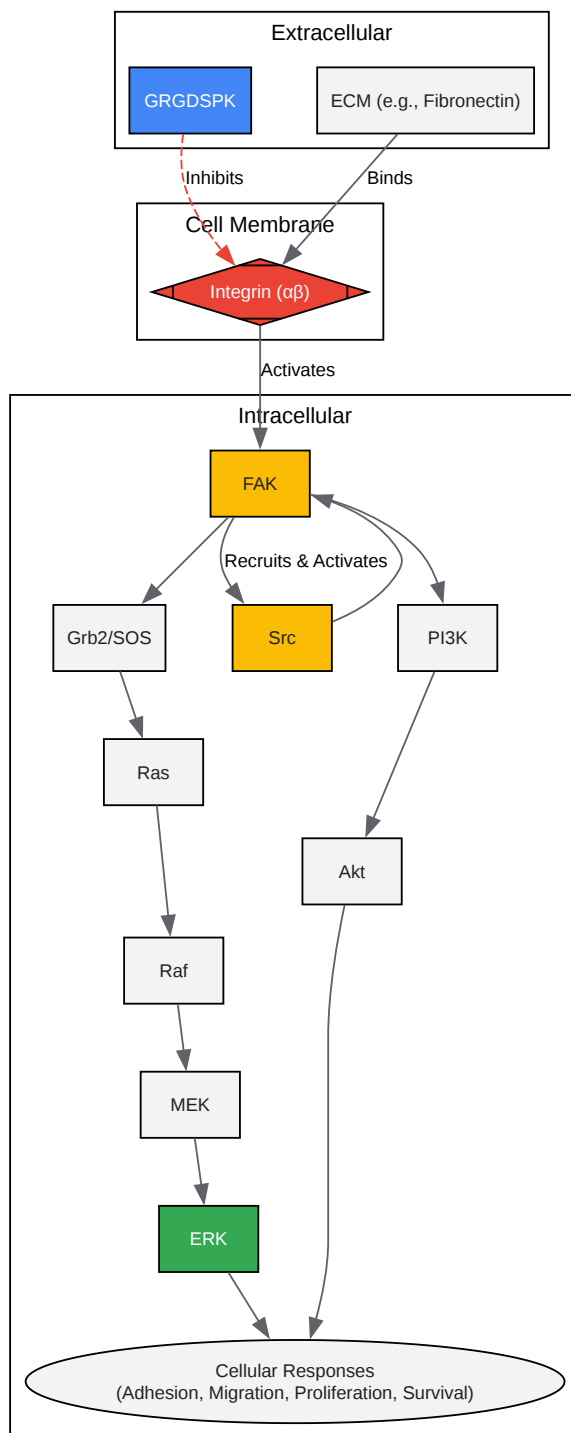 Extracellular
GRGDSPK
ECM (e.g., Fibronectin)
Inhibits
Binds
Cell Membrane
Integrin (αβ)
Activates
Intracellular
FAK
Recruits & Activates
Grb2/SOS
Src
PI3K
Ras
Akt
Raf
MEK
ERK
Cellular Responses
(Adhesion, Migration, Proliferation, Survival)